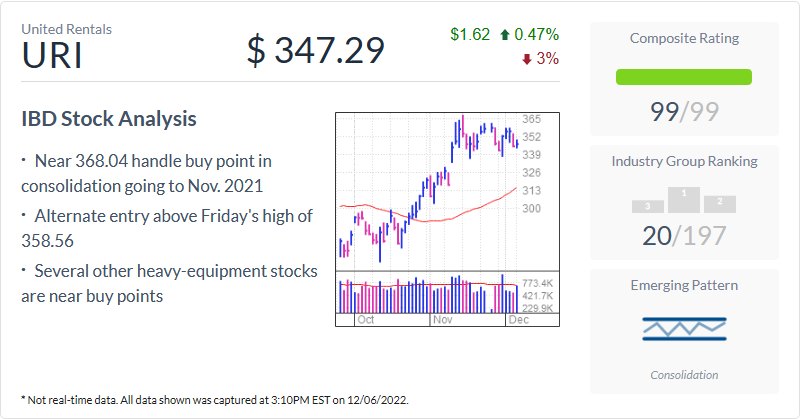 United Rentals
URI
$ 347.29
$1.62 0.47%
3%
IBD Stock Analysis
• Near 368.04 handle buy point in
consolidation going to Nov. 2021
• Alternate entry above Friday's high of
358.56
• Several other heavy-equipment stocks
are near buy points
365
352
339
326
313
300
773.4K
421.7K
229.9K
Oct Nov Dec
Composite Rating
99/99
Industry Group Ranking
3 1 2
20/197
Emerging Pattern
Consolidation
* Not real-time data. All data shown was captured at 3:10PM EST on 12/06/2022.